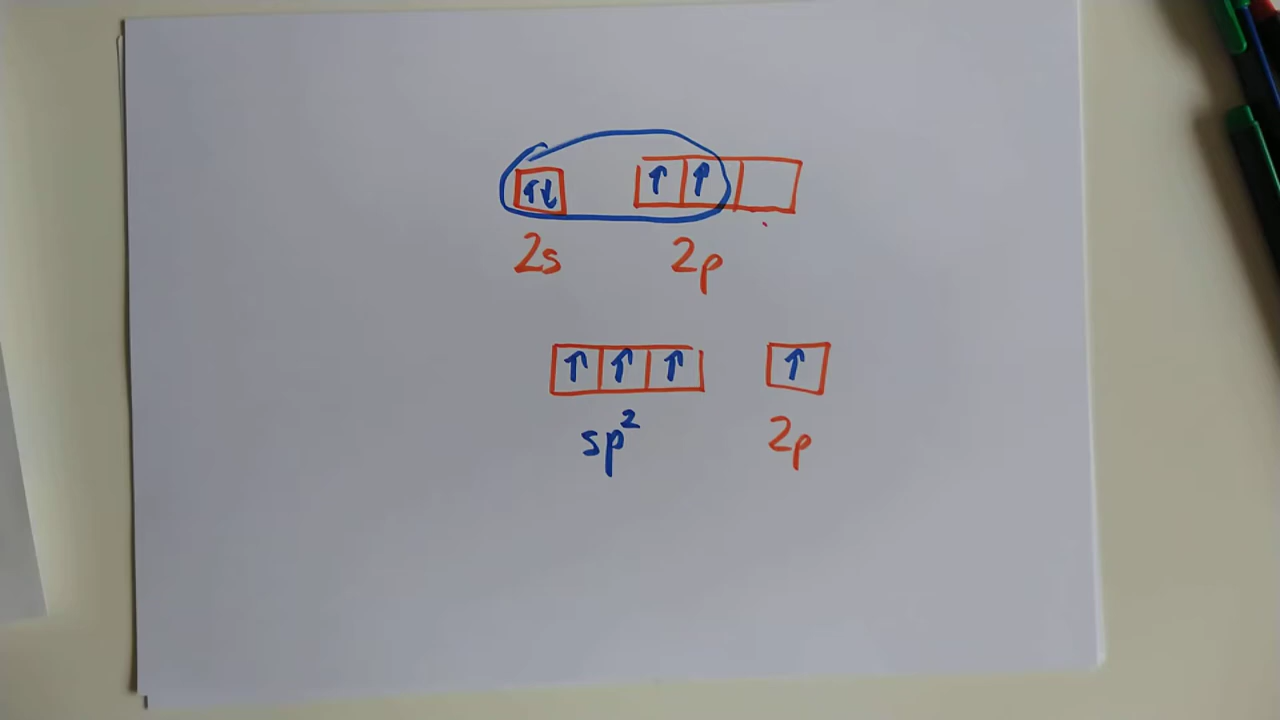 ↑↓ ↑ ↑
2s 2p
↑ ↑ ↑ ↑
sp² 2p